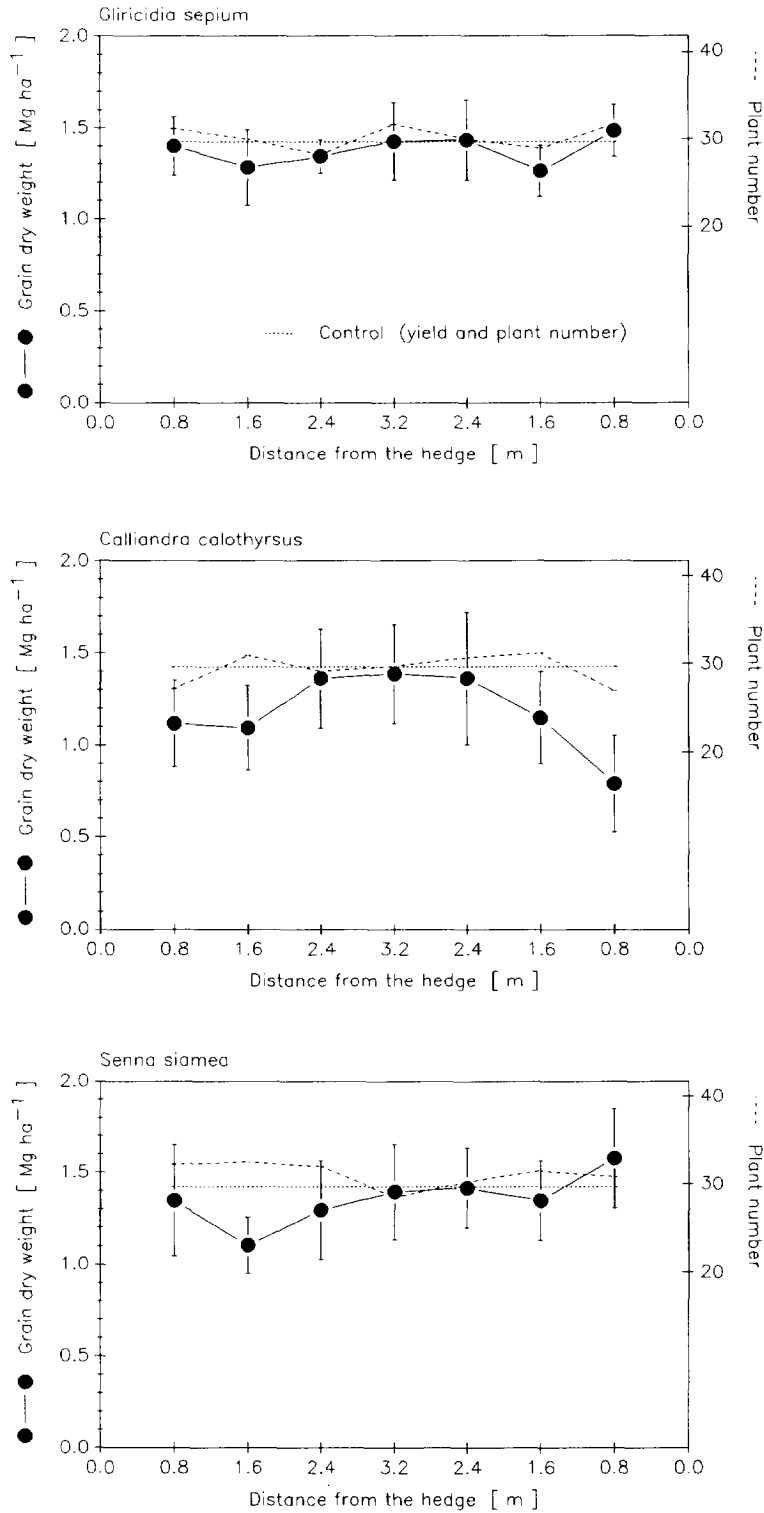 Gliricidia sepium
Grain dry weight [ Mg ha−1 ]
2.0
1.5
1.0
0.5
0.0
40
30
20
Plant number
Control (yield and plant number)
0.0 0.8 1.6 2.4 3.2 2.4 1.6 0.8 0.0
Distance from the hedge [ m ]
Calliandra calothyrsus
Grain dry weight [ Mg ha−1 ]
2.0
1.5
1.0
0.5
0.0
40
30
20
Plant number
0.0 0.8 1.6 2.4 3.2 2.4 1.6 0.8 0.0
Distance from the hedge [ m ]
Senna siamea
Grain dry weight [ Mg ha−1 ]
2.0
1.5
1.0
0.5
0.0
40
30
20
Plant number
0.0 0.8 1.6 2.4 3.2 2.4 1.6 0.8 0.0
Distance from the hedge [ m ]